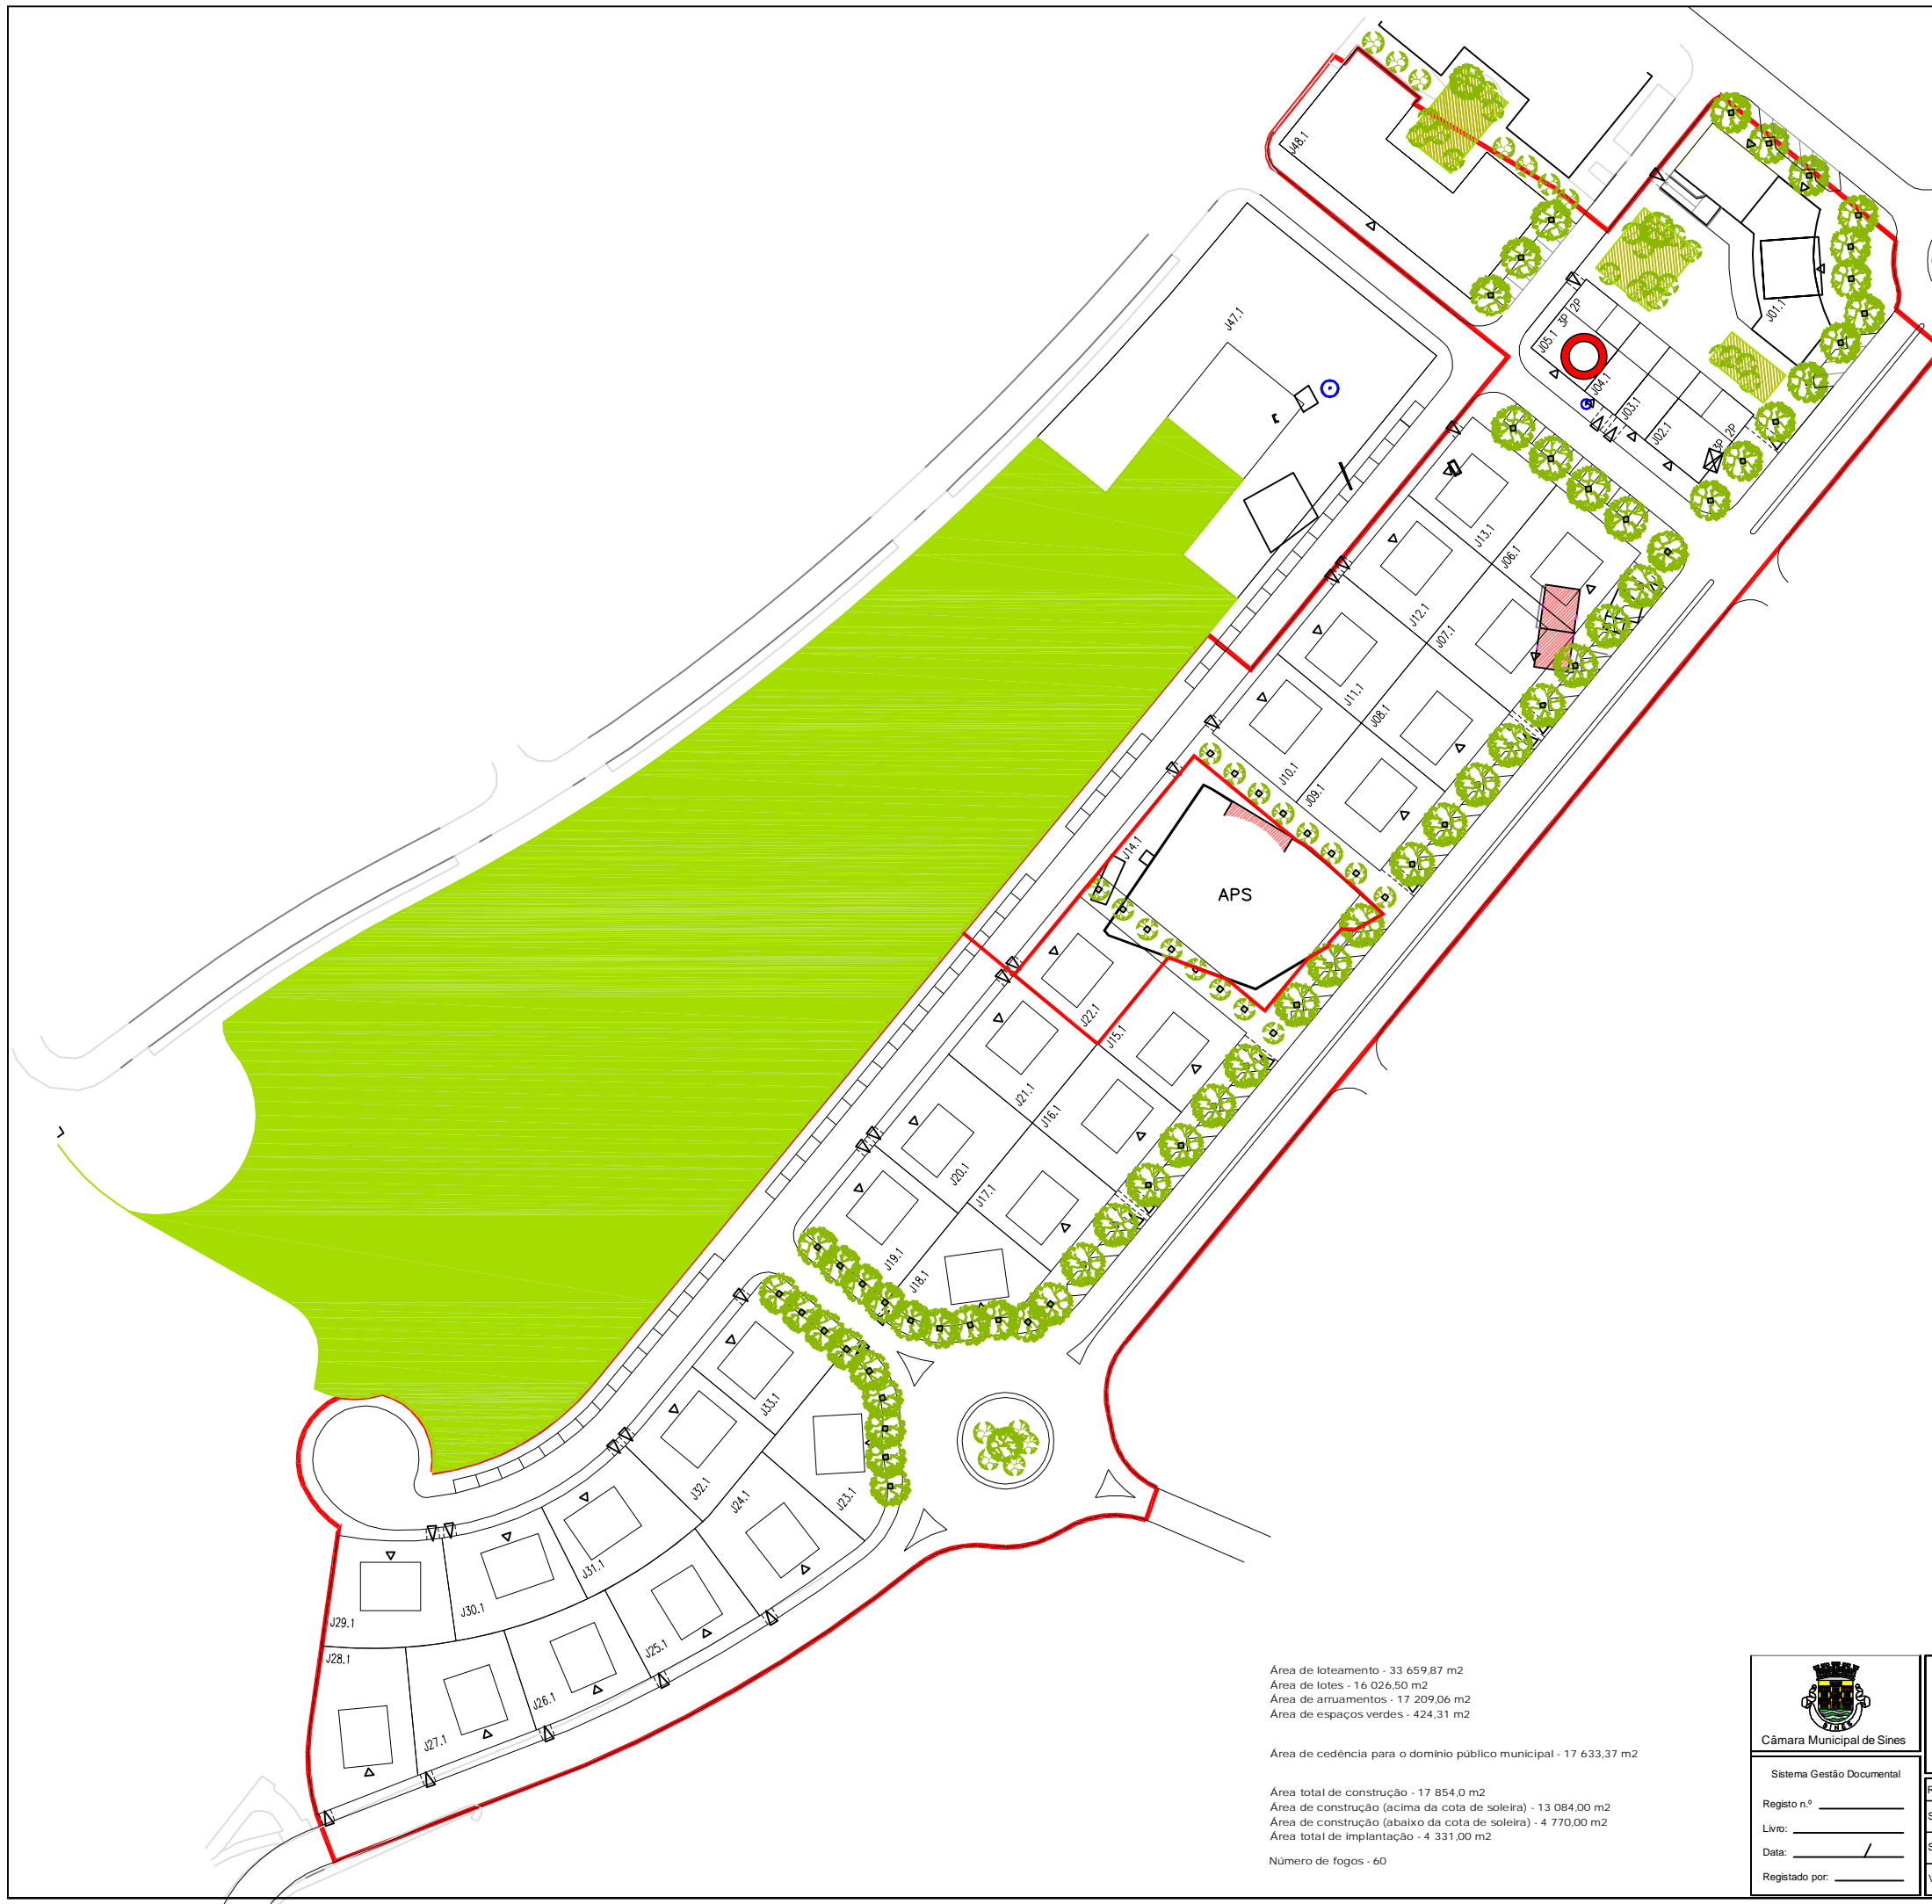 J48.1
J47.1
J01.1
J05.1 3P 2P
J04.1
J03.1
J02.1
3P 2P
J13.1
J06.1
J12.1
J07.1
J11.1
J08.1
J10.1
J09.1
J14.1
APS
J22.1
J15.1
J21.1
J16.1
J20.1
J17.1
J19.1
J18.1
J33.1
J32.1
J24.1
J23.1
J31.1
J30.1
J25.1
J29.1
J28.1
J26.1
J27.1
Área de loteamento - 33 659,87 m2
Área de lotes - 16 026,50 m2
Área de arruamentos - 17 209,06 m2
Área de espaços verdes - 424,31 m2
Área de cedência para o domínio público municipal - 17 633,37 m2
Área total de construção - 17 854,0 m2
Área de construção (acima da cota de soleira) - 13 084,00 m2
Área de construção (abaixo da cota de soleira) - 4 770,00 m2
Área total de implantação - 4 331,00 m2
Número de fogos - 60
SINES
Câmara Municipal de Sines
Sistema Gestão Documental
Registo n.º
Livro:
Data: /
Registado por: